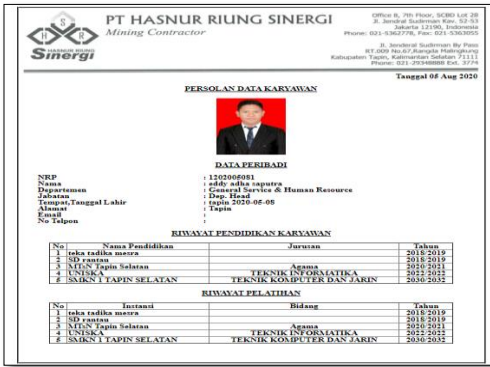 H S R
HASNUR RIUNG
Sinergi
PT HASNUR RIUNG SINERGI
Mining Contractor
Office 8, 7th Floor, SCBD Lot 28
Jl. Jendral Sudirman Kav. 52-53
Jakarta 12190, Indonesia
Phone: 021-5362778, Fax: 021-5363055
Jl. Jenderal Sudirman By Pass
RT.009 No.67,Rangda Malingkung
Kabupaten Tapin, Kalimantan Selatan 71111
Phone: 021-29348888 Ext. 3774
Tanggal 05 Aug 2020
PERSOLAN DATA KARYAWAN
DATA PERIBADI
NRP : 1202005081
Nama : eddy adha saputra
Departemen : General Service & Human Resource
Jabatan : Dep. Head
Tempat,Tanggal Lahir : tapin 2020-05-08
Alamat : Tapin
Email :
No Telpon :
RIWAYAT PENDIDIKAN KARYAWAN
No Nama Pendidikan Jurusan Tahun
1 teka tadika mesra 2018/2019
2 SD rantau 2018/2019
3 MTsN Tapin Selatan Agama 2020/2021
4 UNISKA TEKNIK INFORMATIKA 2022/2022
5 SMKN 1 TAPIN SELATAN TEKNIK KOMPUTER DAN JARIN 2030/2032
RIWAYAT PELATIHAN
No Instansi Bidang Tahun
1 teka tadika mesra 2018/2019
2 SD rantau 2018/2019
3 MTsN Tapin Selatan Agama 2020/2021
4 UNISKA TEKNIK INFORMATIKA 2022/2022
5 SMKN 1 TAPIN SELATAN TEKNIK KOMPUTER DAN JARIN 2030/2032